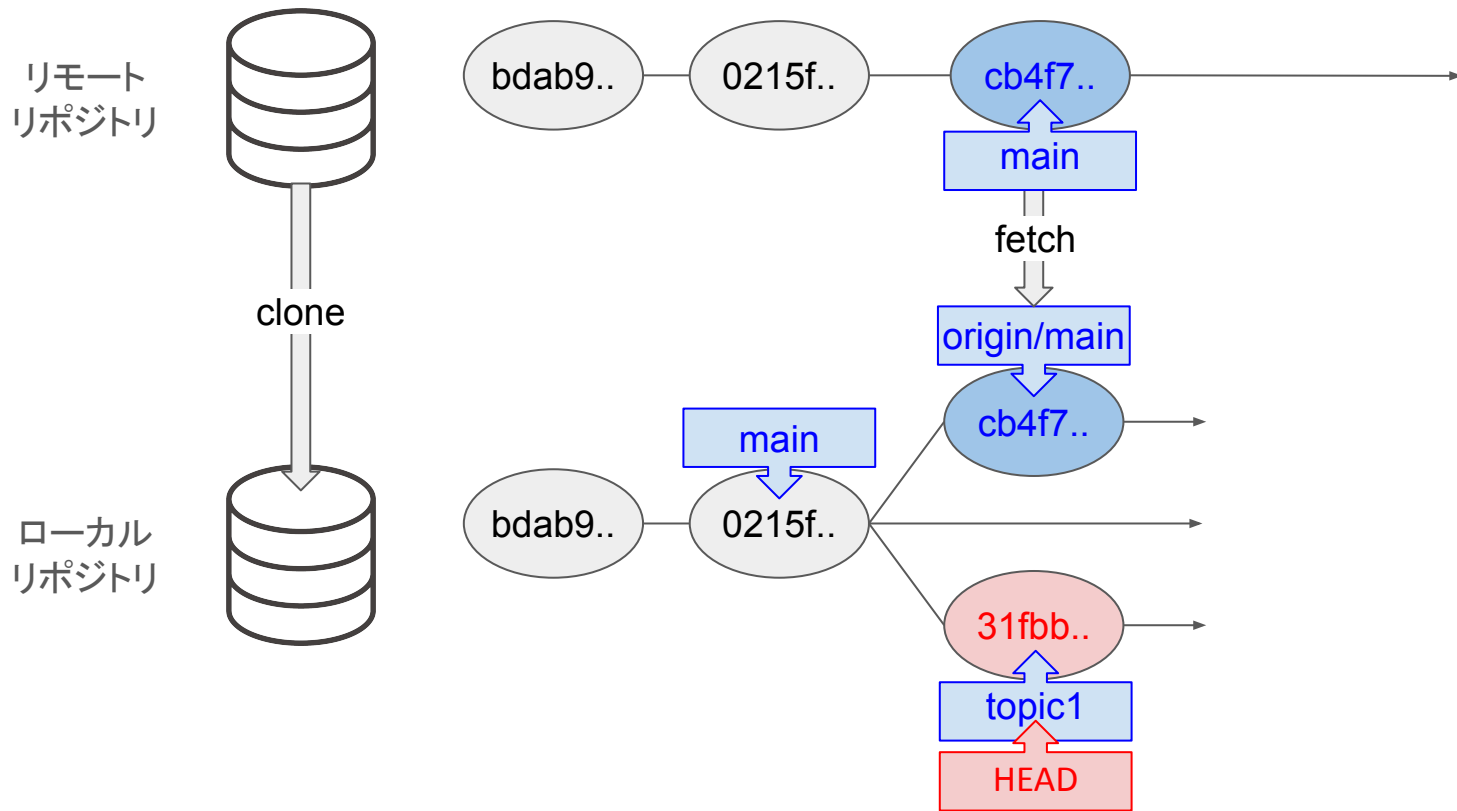 リモート
リポジトリ
bdab9..
0215f..
cb4f7..
main
fetch
clone
origin/main
main
cb4f7..
ローカル
リポジトリ
bdab9..
0215f..
31fbb..
topic1
HEAD